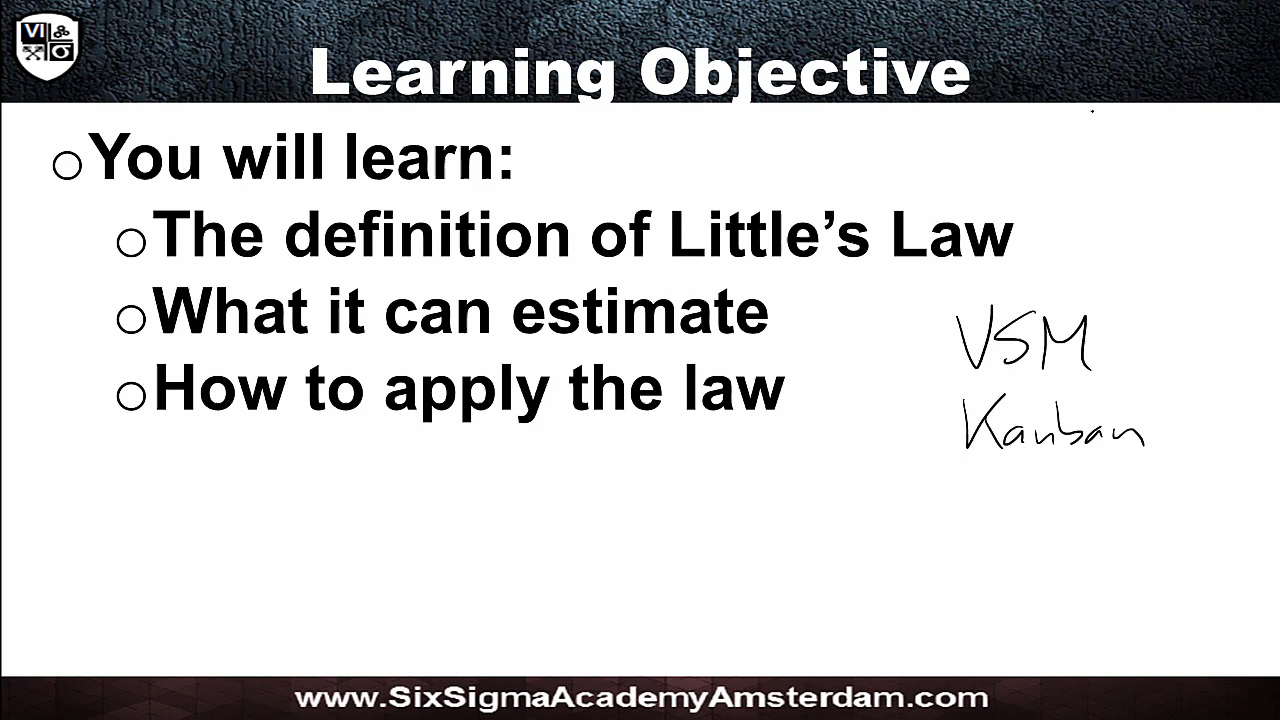 VI
Learning Objective
You will learn:
The definition of Little’s Law
What it can estimate
How to apply the law
VSM
Kanban
www.SixSigmaAcademyAmsterdam.com